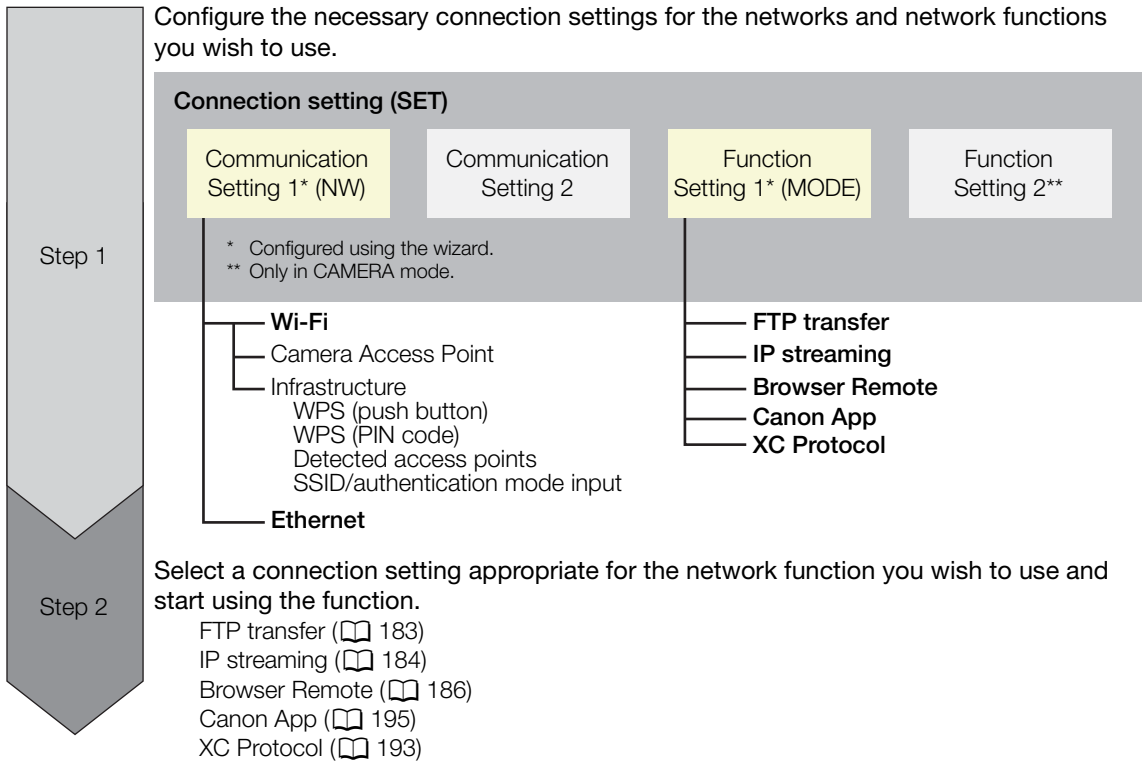 Configure the necessary connection settings for the networks and network functions
you wish to use.
Step 1
Connection setting (SET)
Communication
Setting 1* (NW)
Communication
Setting 2
Function
Setting 1* (MODE)
Function
Setting 2**
* Configured using the wizard.
** Only in CAMERA mode.
Wi-Fi
Camera Access Point
Infrastructure
WPS (push button)
WPS (PIN code)
Detected access points
SSID/authentication mode input
Ethernet
FTP transfer
IP streaming
Browser Remote
Canon App
XC Protocol
Step 2
Select a connection setting appropriate for the network function you wish to use and
start using the function.
FTP transfer (📖 183)
IP streaming (📖 184)
Browser Remote (📖 186)
Canon App (📖 195)
XC Protocol (📖 193)